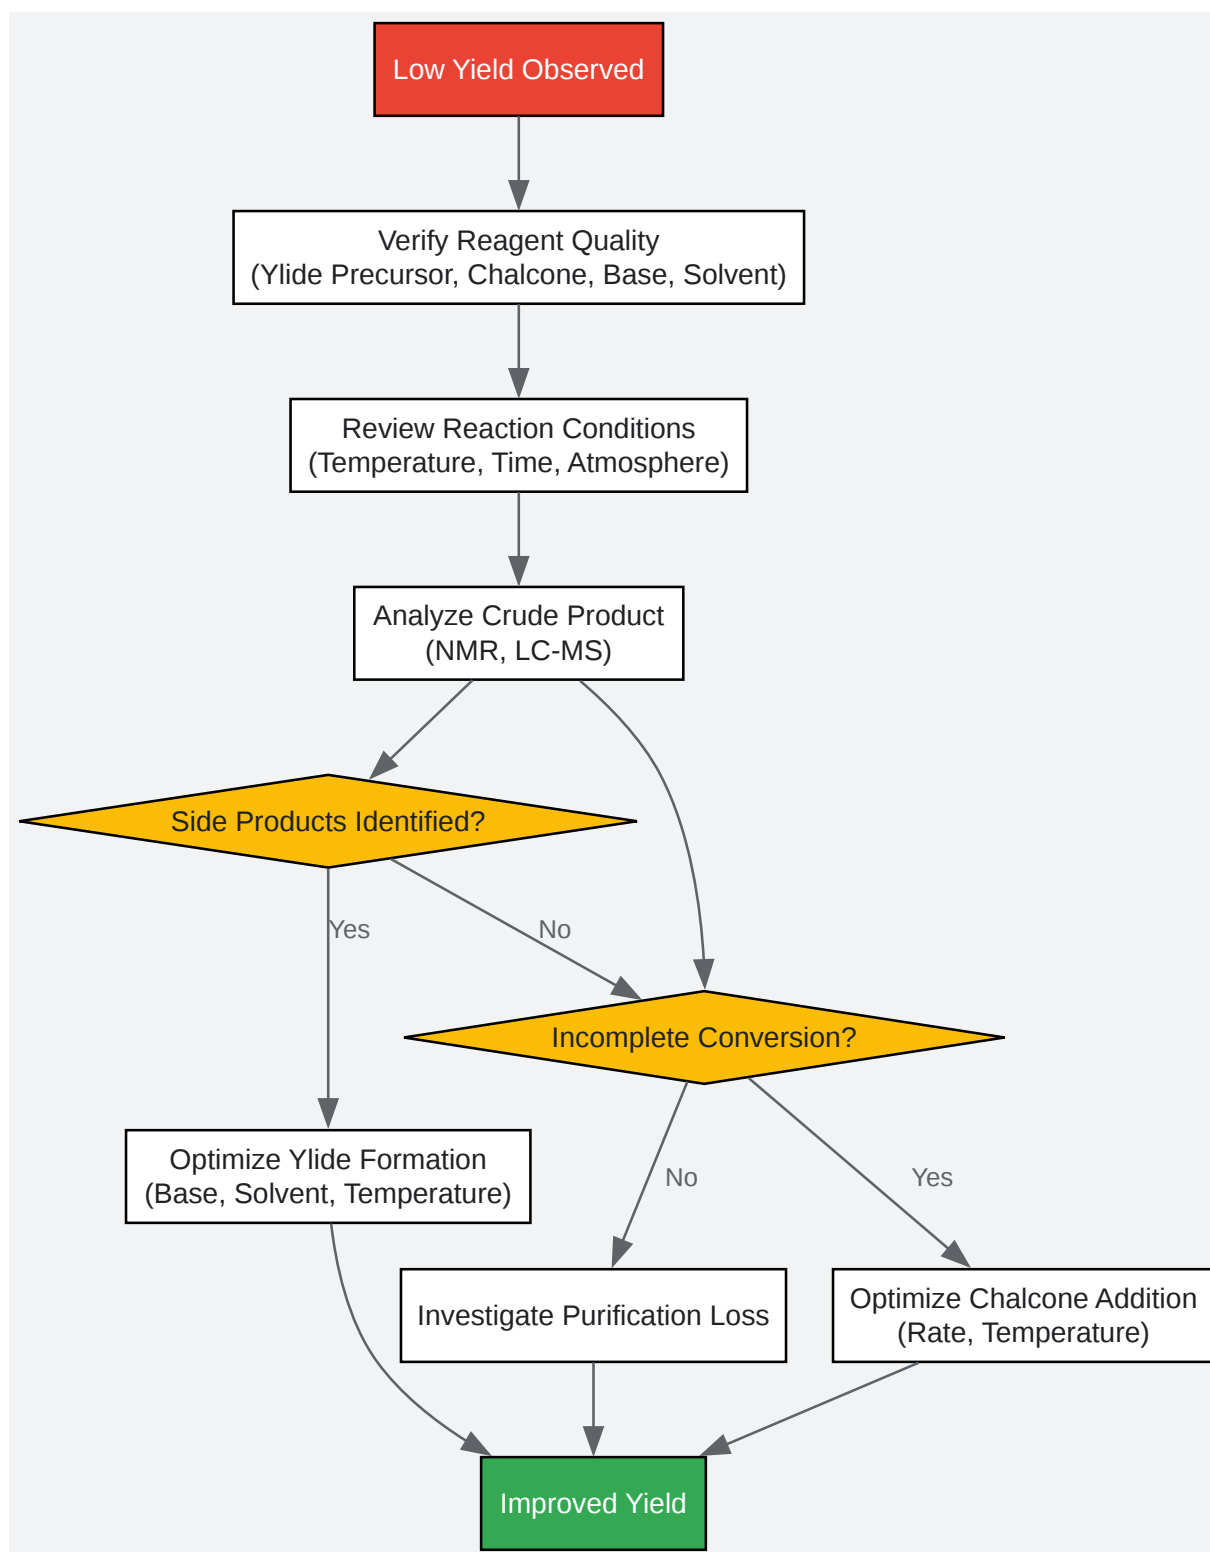 Low Yield Observed
Verify Reagent Quality
(Ylide Precursor, Chalcone, Base, Solvent)
Review Reaction Conditions
(Temperature, Time, Atmosphere)
Analyze Crude Product
(NMR, LC-MS)
Side Products Identified?
Yes
No
Incomplete Conversion?
Optimize Ylide Formation
(Base, Solvent, Temperature)
No
Yes
Investigate Purification Loss
Optimize Chalcone Addition
(Rate, Temperature)
Improved Yield